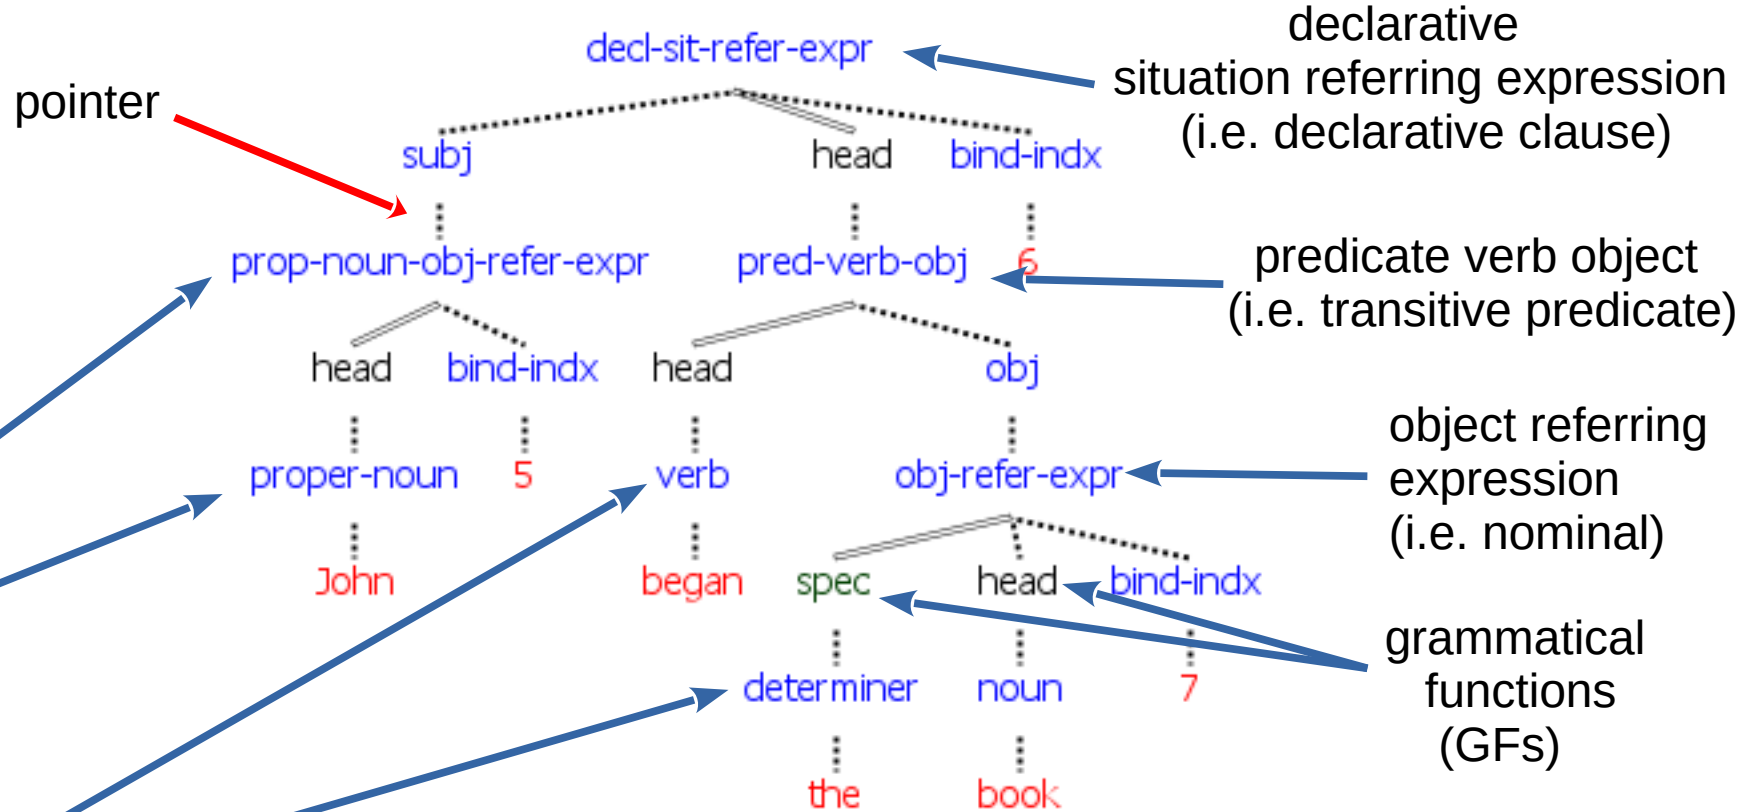 declarative
decl-sit-refer-expr
situation referring expression
pointer
(i.e. declarative clause)
subj head bind-indx
prop-noun-obj-refer-expr pred-verb-obj 6
predicate verb object
(i.e. transitive predicate)
head bind-indx head obj
object referring
proper-noun 5 verb obj-refer-expr
expression
(i.e. nominal)
John began spec head bind-indx
grammatical
determiner noun 7
functions
(GFs)
the book